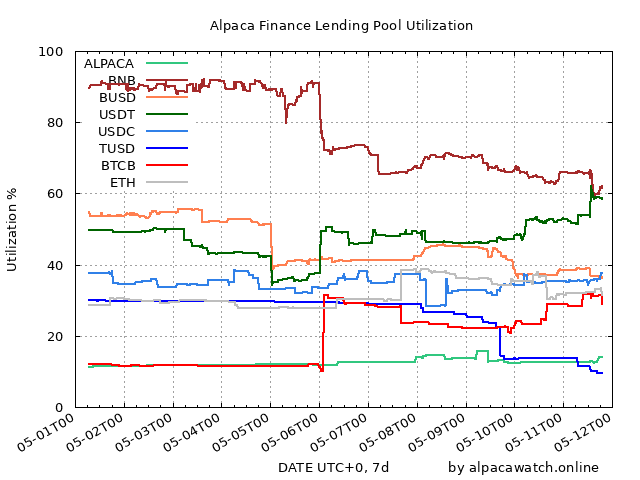 Alpaca Finance Lending Pool Utilization
100
80
60
40
20
0
Utilization %
ALPACA
BNB
BUSD
USDT
USDC
TUSD
BTCB
ETH
05-01T00
05-02T00
05-03T00
05-04T00
05-05T00
05-06T00
05-07T00
05-08T00
05-09T00
05-10T00
05-11T00
05-12T00
DATE UTC+0, 7d
by alpacawatch.online